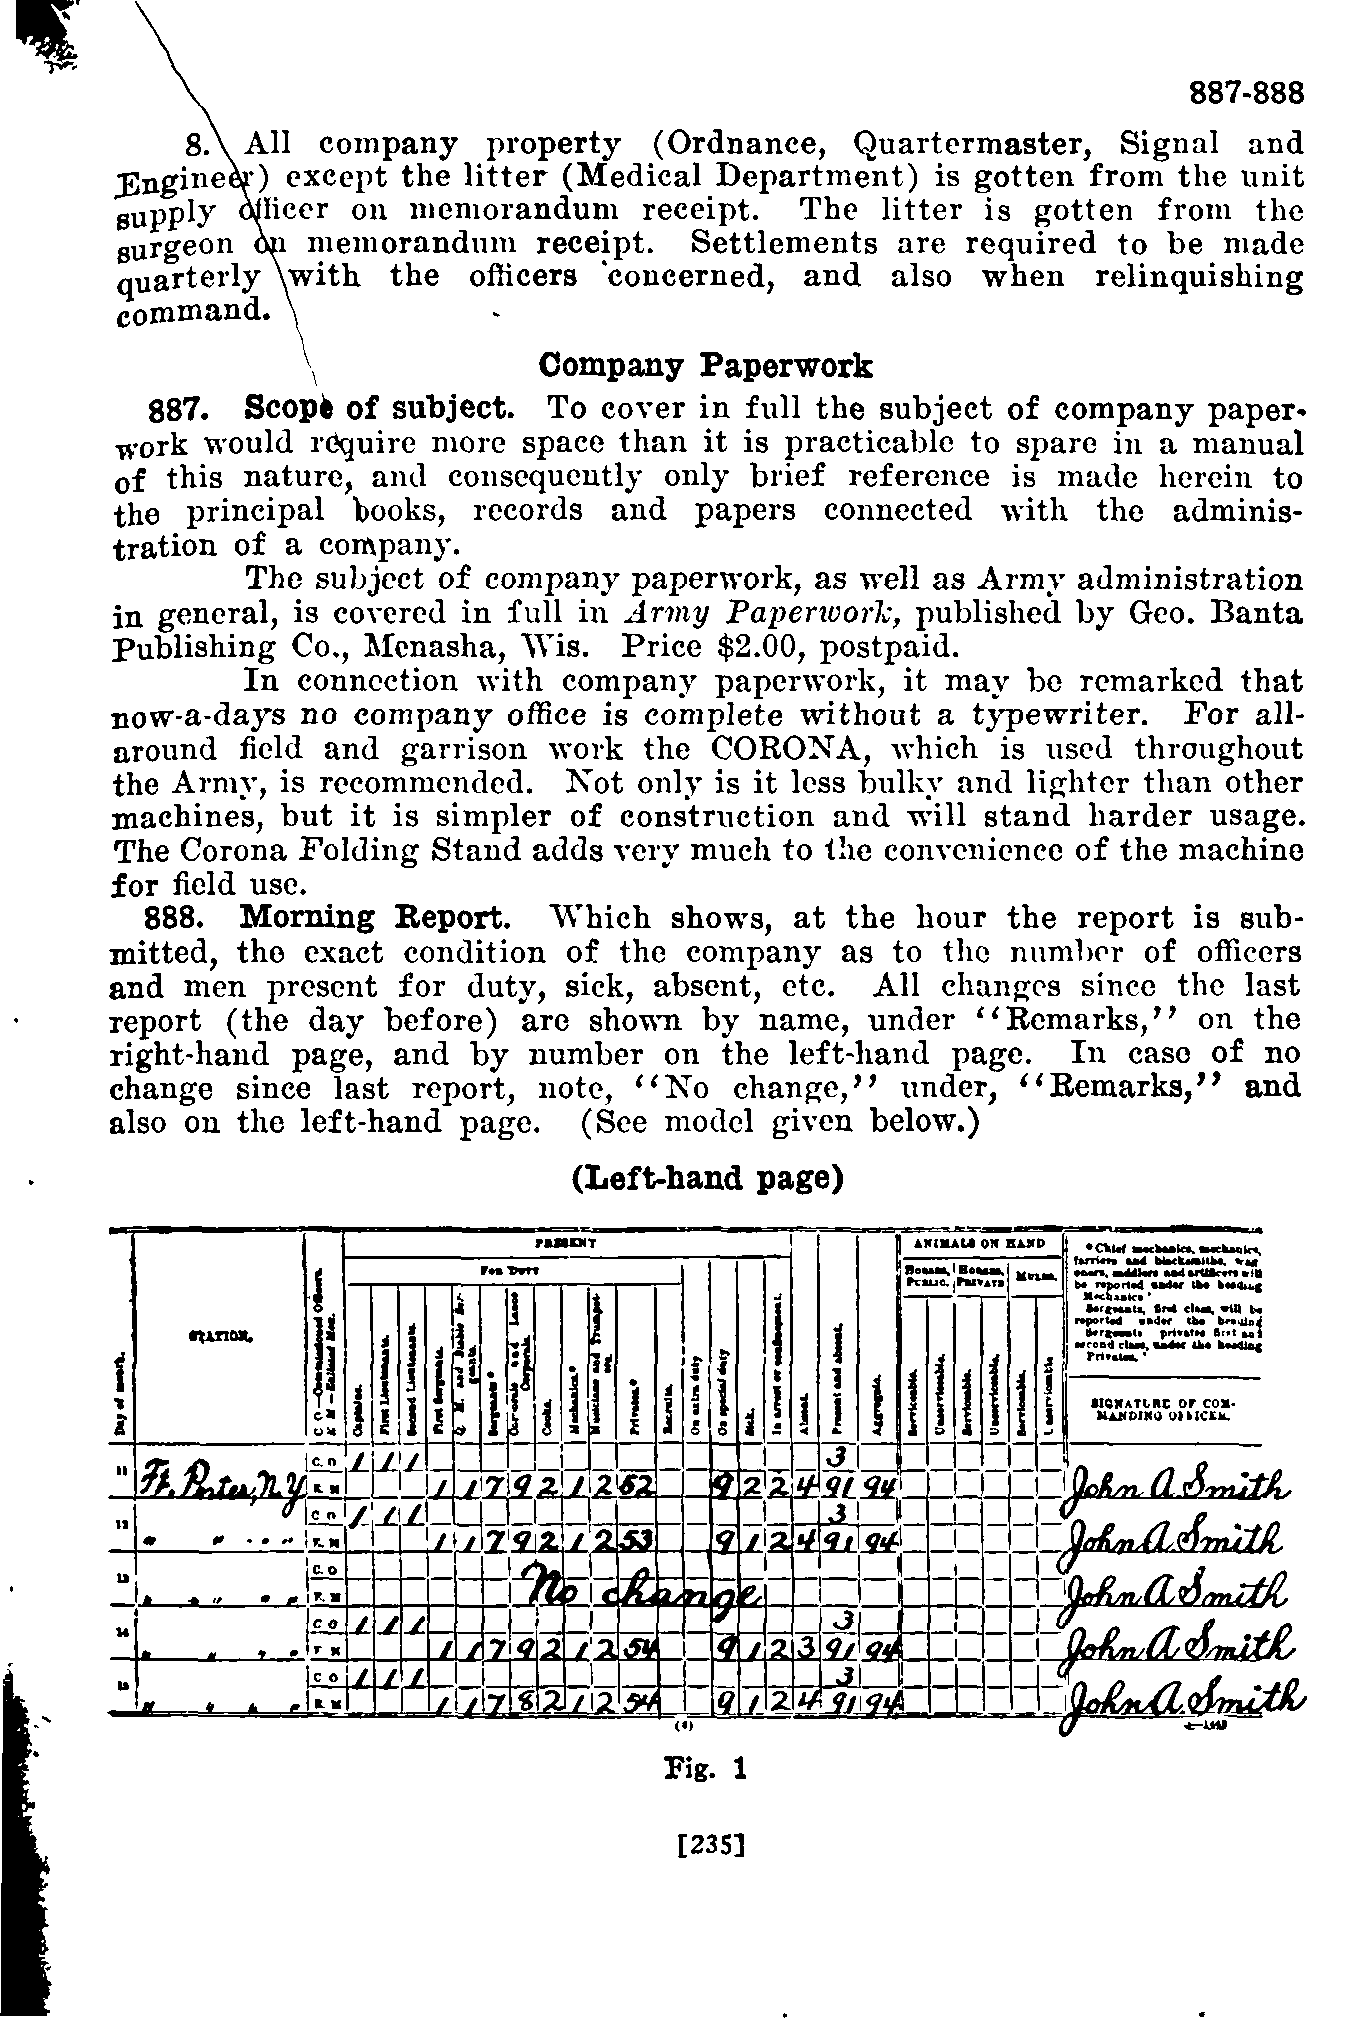 887-888
8. All company property (Ordnance, Quartermaster, Signal and
Engineer) except the litter (Medical Department) is gotten from the unit
supply officer on memorandum receipt. The litter is gotten from the
surgeon on memorandum receipt. Settlements are required to be made
quarterly with the officers concerned, and also when relinquishing
command.
Company Paperwork
887. Scope of subject. To cover in full the subject of company paper-
work would require more space than it is practicable to spare in a manual
of this nature, and consequently only brief reference is made herein to
the principal books, records and papers connected with the adminis-
tration of a company.
The subject of company paperwork, as well as Army administration
in general, is covered in full in Army Paperwork, published by Geo. Banta
Publishing Co., Menasha, Wis. Price $2.00, postpaid.
In connection with company paperwork, it may be remarked that
now-a-days no company office is complete without a typewriter. For all-
around field and garrison work the CORONA, which is used throughout
the Army, is recommended. Not only is it less bulky and lighter than other
machines, but it is simpler of construction and will stand harder usage.
The Corona Folding Stand adds very much to the convenience of the machine
for field use.
888. Morning Report. Which shows, at the hour the report is sub-
mitted, the exact condition of the company as to the number of officers
and men present for duty, sick, absent, etc. All changes since the last
report (the day before) are shown by name, under "Remarks," on the
right-hand page, and by number on the left-hand page. In case of no
change since last report, note, "No change," under, "Remarks," and
also on the left-hand page. (See model given below.)
(Left-hand page)
PRESENT
ANIMALS ON HAND
FOR DUTY
HORSES, PUBLIC.
HORSES, PRIVATE
MULES.
Day of month.
STATION.
C O—Commissioned Officers.
E M—Enlisted Men.
Captains.
First Lieutenants.
Second Lieutenants.
First Sergeants.
Q. M. and Stable Sergeants.
Sergeants*
Corporals and Lance Corporals.
Cooks.
Mechanics*
Musicians and Trumpeters.
Privates*
Recruits.
On extra duty
On special duty
Sick.
In arrest or confinement.
Absent.
Present and absent.
Aggregate.
Serviceable.
Unserviceable.
Serviceable.
Unserviceable.
Serviceable.
Unserviceable
*Chief mechanics, mechanics,
farriers and blacksmiths, wag
oners, saddlers and artificers will
be reported under the heading
Mechanics'
Sergeants, first class, will be
reported under the heading
Sergeants privates first and
second class, under the heading
Privates.'
SIGNATURE OF COM-
MANDING OFFICER.
C O 1 1 1 3
11 Ft. Porter, N.Y E M 1 1 7 9 2 1 2 52 9 2 2 4 91 94 John A. Smith
C O 1 1 1 3
12 " " " " E M 1 1 7 9 2 1 2 53 9 1 2 4 91 94 John A. Smith
C O
13 " " " " E M No change John A Smith
C O 1 1 1 3
14 " " " " E M 1 1 7 9 2 1 2 54 9 1 2 3 91 94 John A Smith
C O 1 1 1 3
15 " " " " E M 1 1 7 8 2 1 2 54 9 1 2 4 91 94 John A. Smith
(4)
Fig. 1
[235]